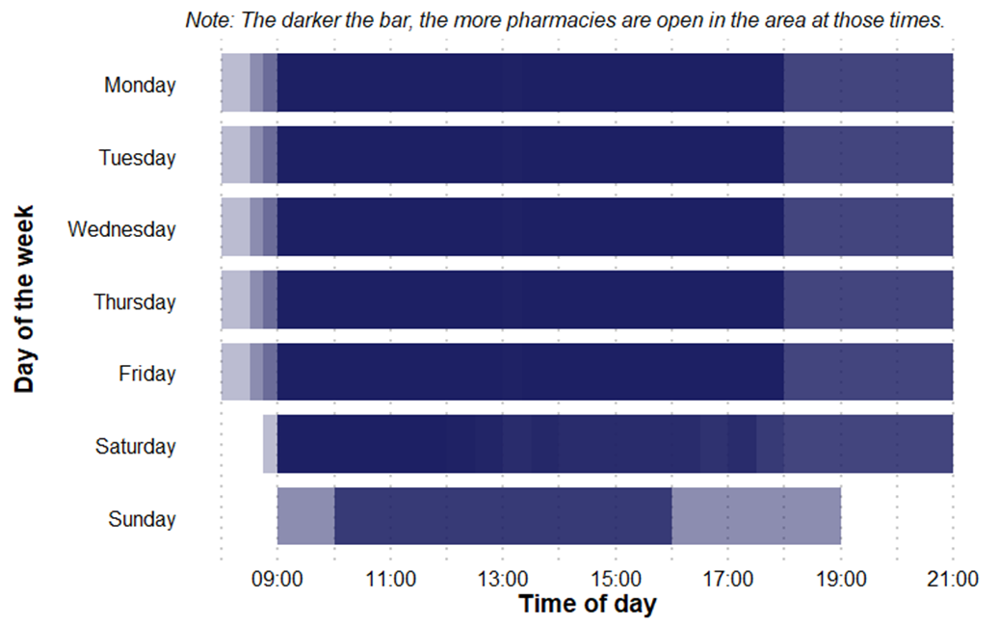 Note: The darker the bar, the more pharmacies are open in the area at those times.
Monday
Tuesday
Wednesday
Thursday
Friday
Saturday
Sunday
Day of the week
09:00 11:00 13:00 15:00 17:00 19:00 21:00
Time of day